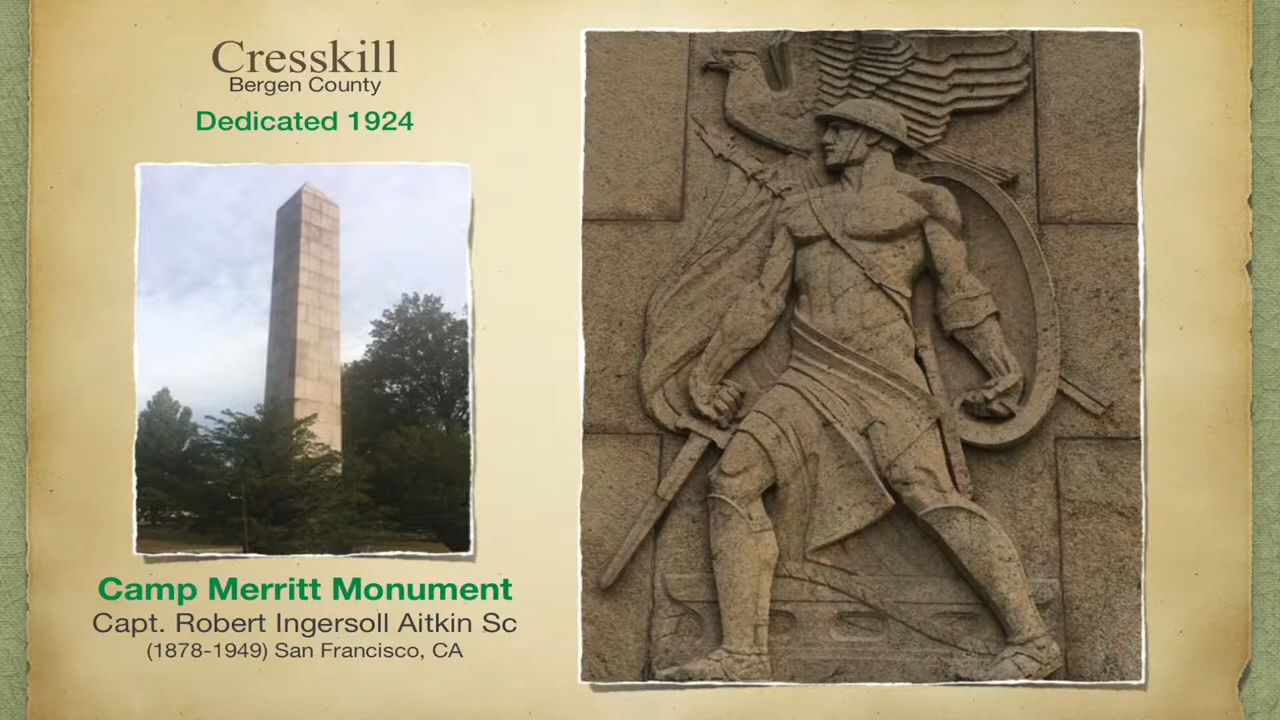 Cresskill
Bergen County
Dedicated 1924
Camp Merritt Monument
Capt. Robert Ingersoll Aitkin Sc
(1878-1949) San Francisco, CA